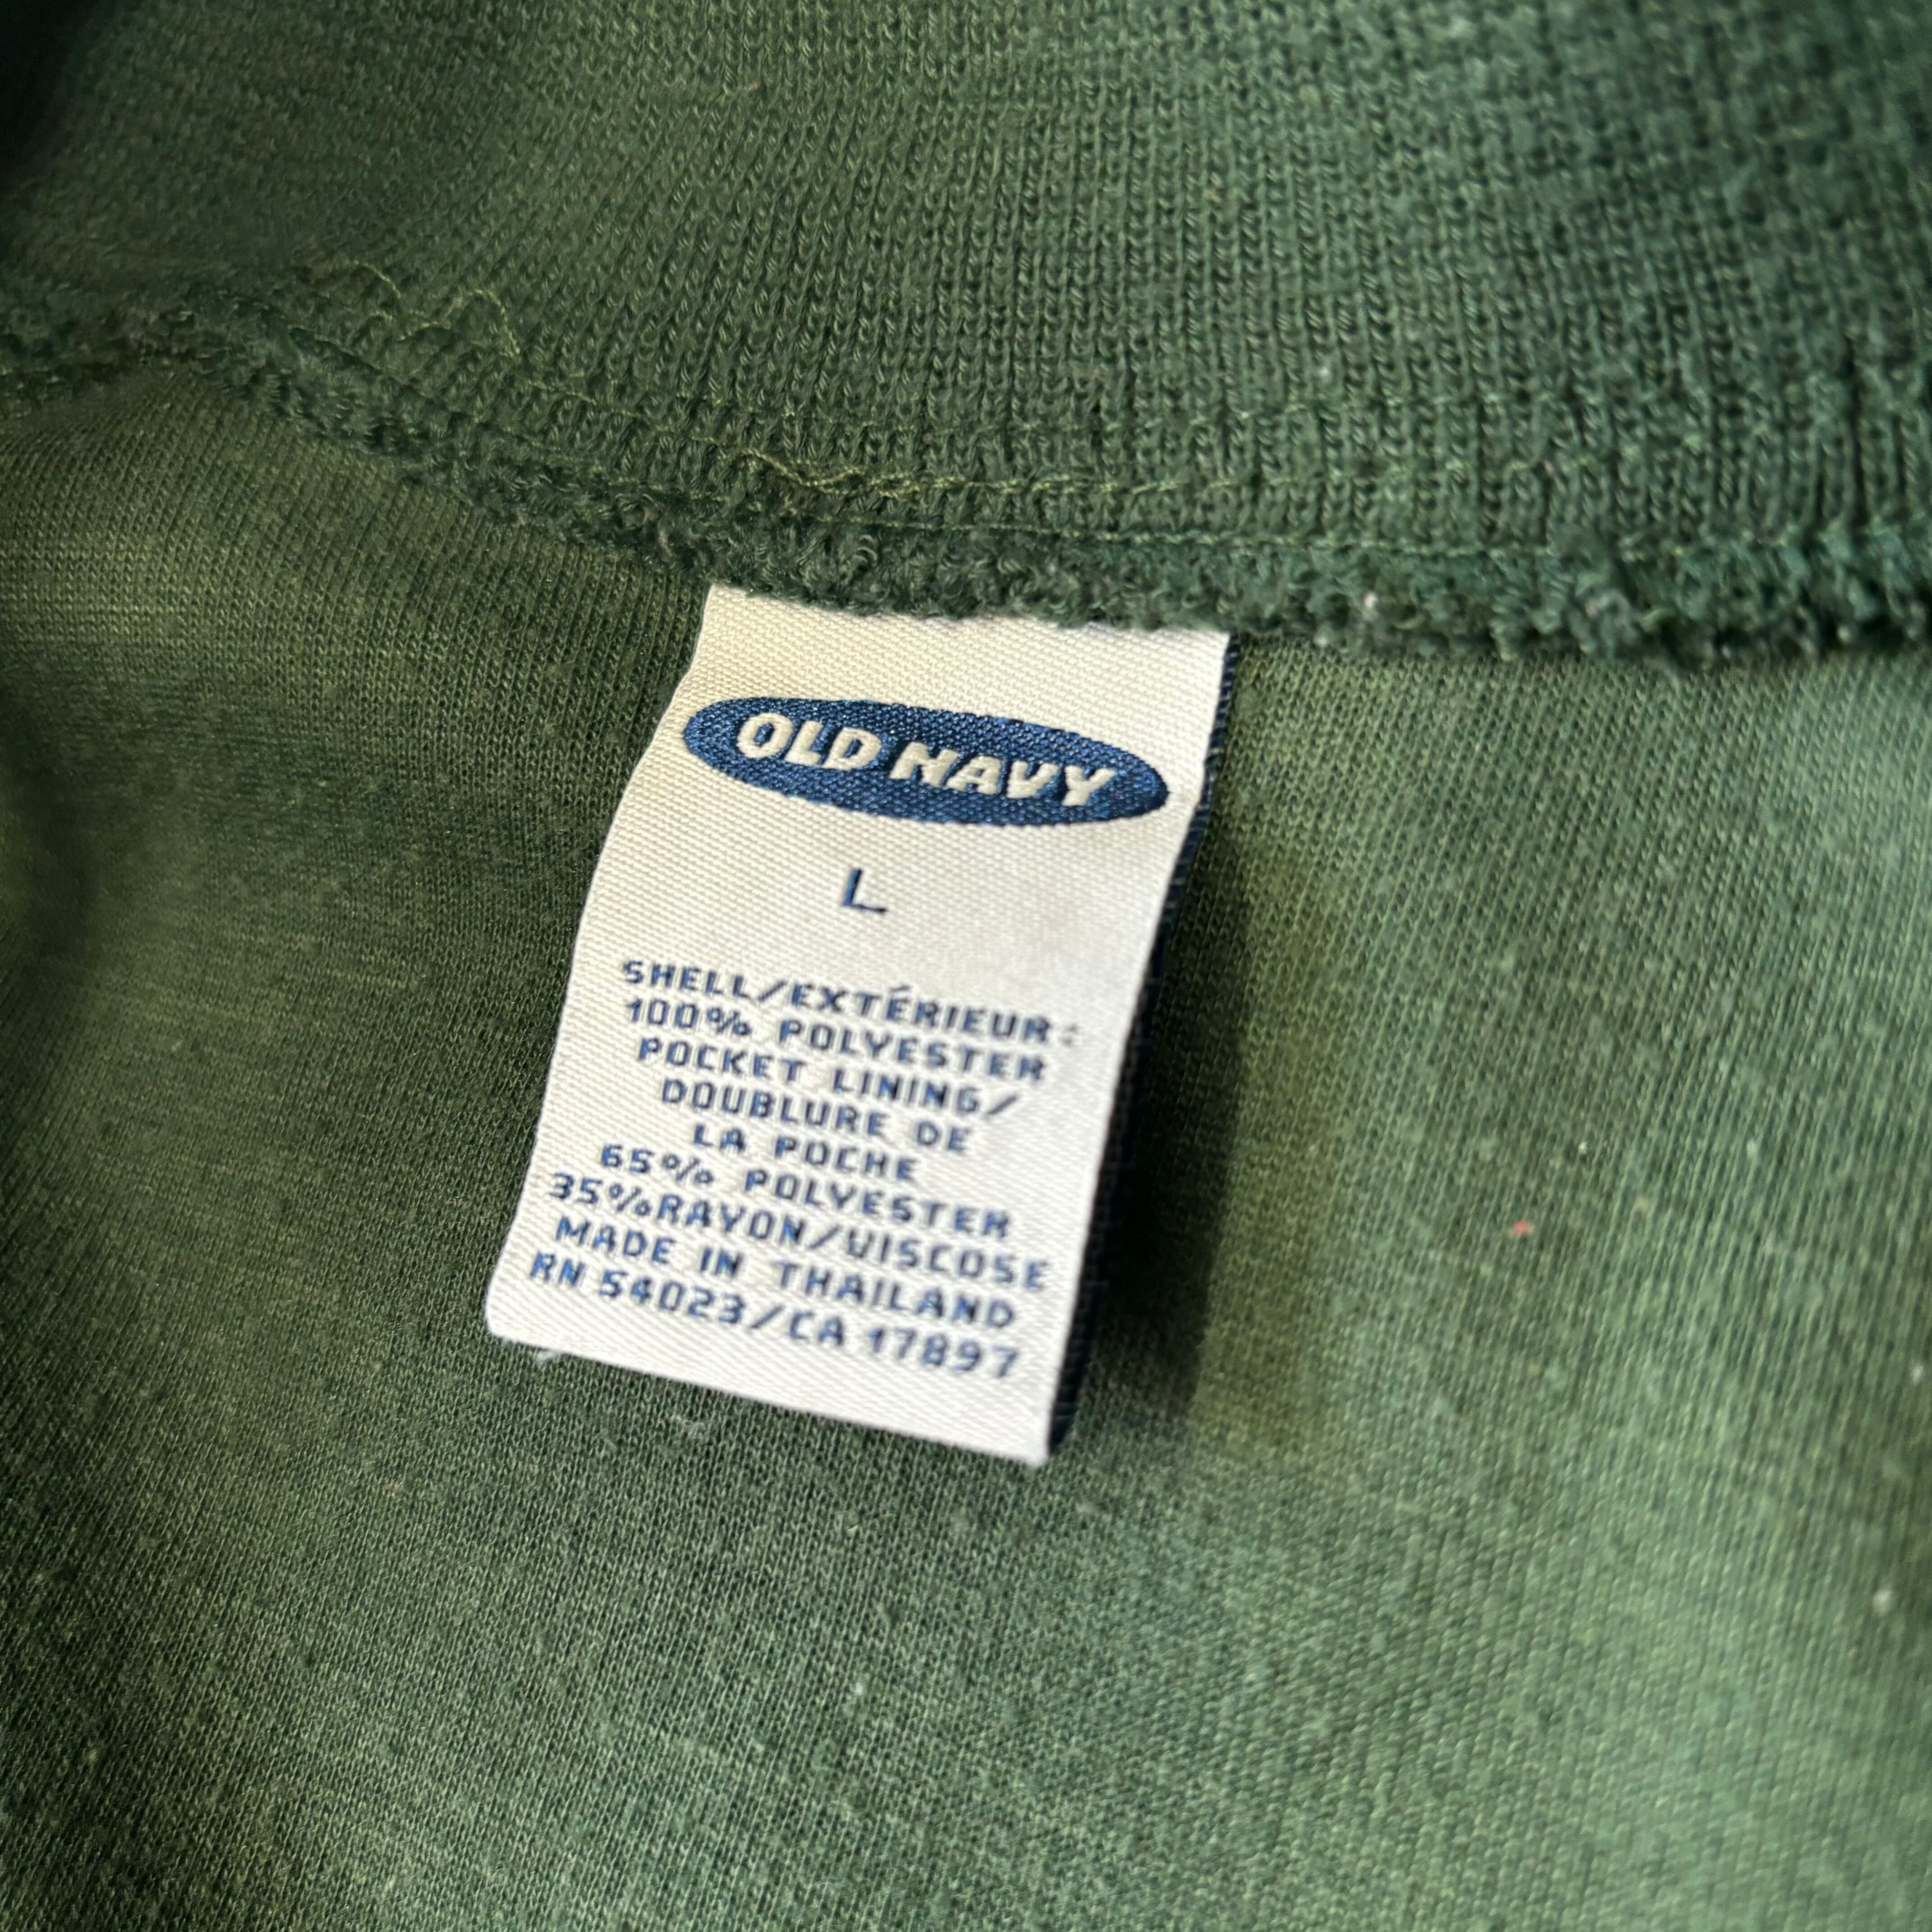 OLD NAVY
L
SHELL/EXTÉRIEUR:
100% POLYESTER
POCKET LINING/
DOUBLURE DE
LA POCHE
65% POLYESTER
35%RAYON/VISCOSE
MADE IN THAILAND
RN 54023/CA 17897